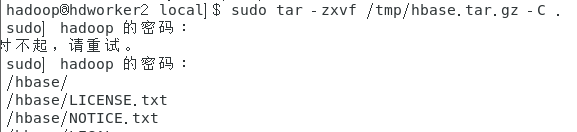 hadoop@hdworker2 local]$ sudo tar -zxvf /tmp/hbase.tar.gz -C .
sudo] hadoop 的密码：
对不起，请重试。
sudo] hadoop 的密码：
/hbase/
/hbase/LICENSE.txt
/hbase/NOTICE.txt